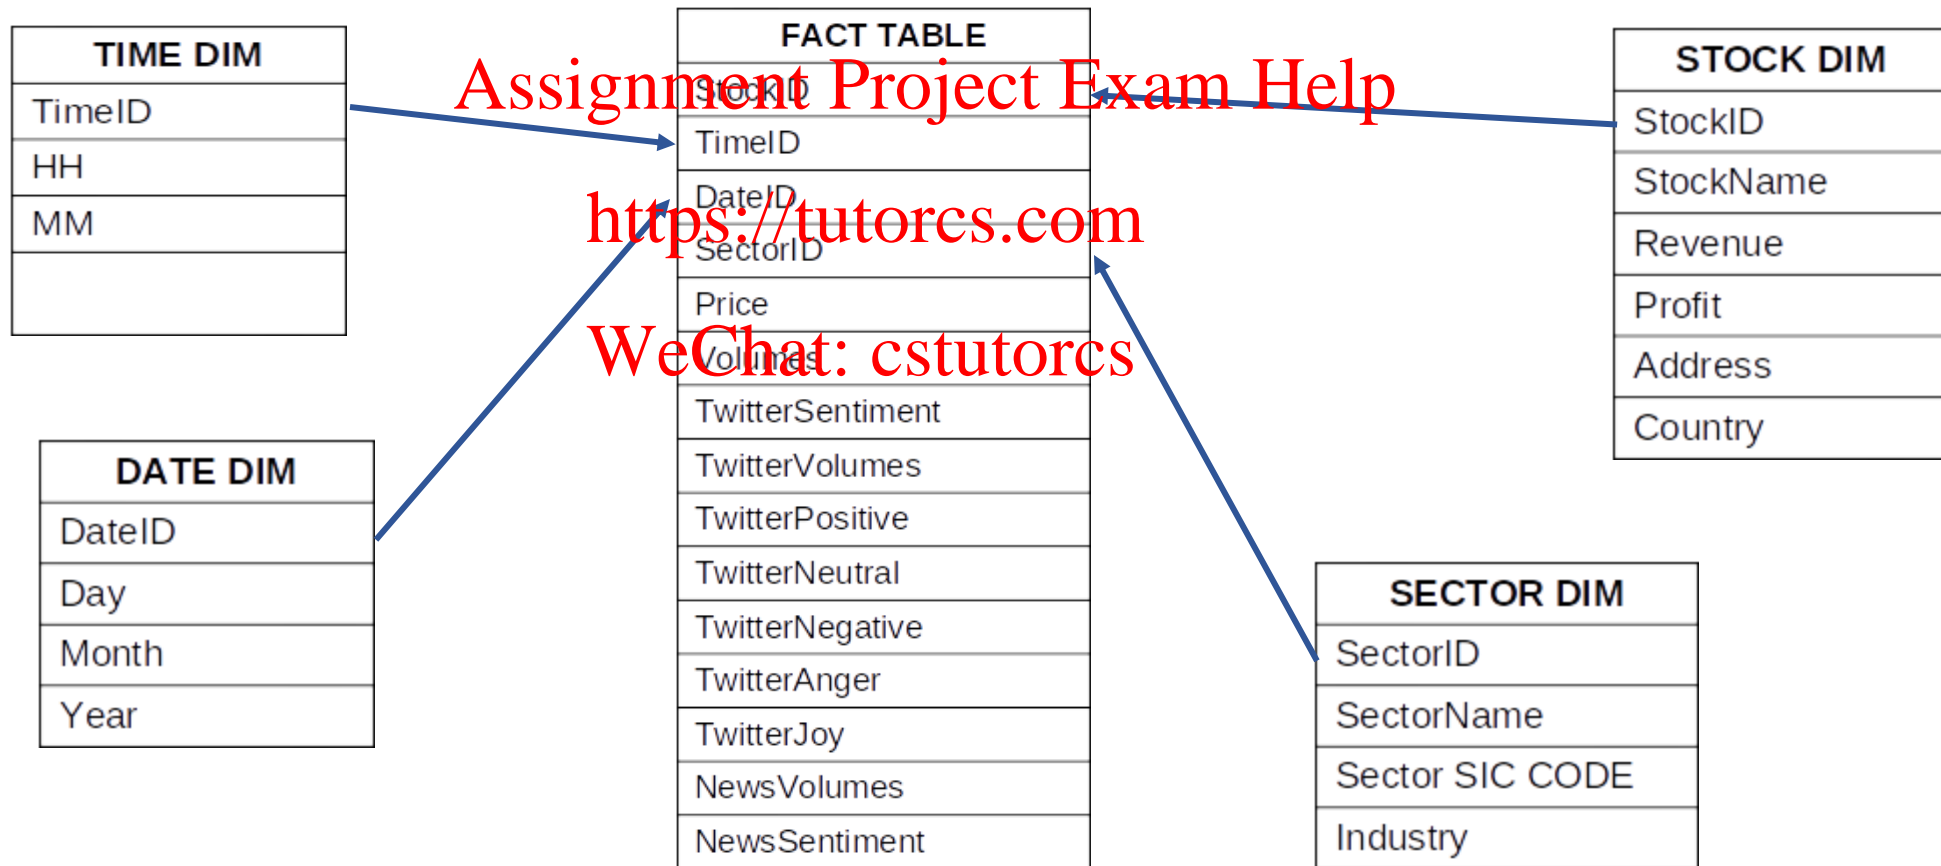 TIME DIM
TimeID
HH
MM
DATE DIM
DateID
Day
Month
Year
FACT TABLE
StockID
TimeID
DateID
SectorID
Price
Volumes
TwitterSentiment
TwitterVolumes
TwitterPositive
TwitterNeutral
TwitterNegative
TwitterAnger
TwitterJoy
NewsVolumes
NewsSentiment
Assignment Project Exam Help
https://tutorcs.com
WeChat: cstutorcs
STOCK DIM
StockID
StockName
Revenue
Profit
Address
Country
SECTOR DIM
SectorID
SectorName
Sector SIC CODE
Industry